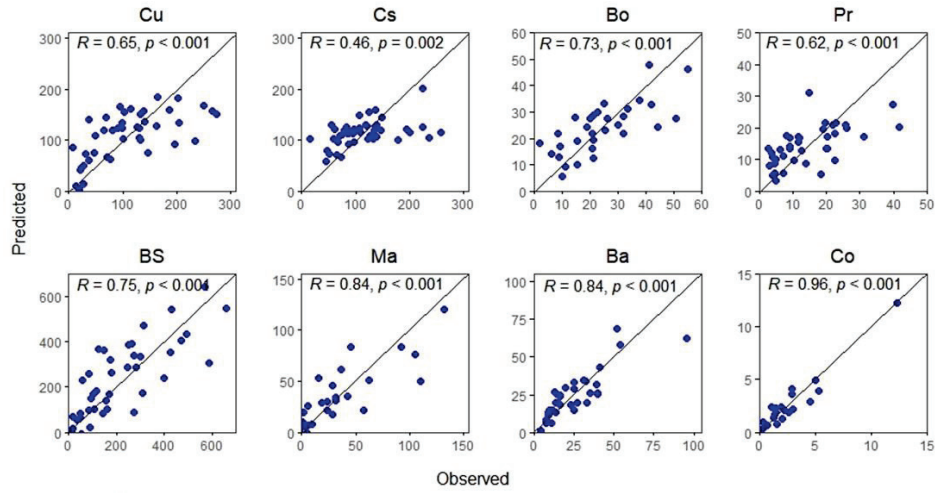 Cu Cs Bo Pr
R = 0.65, p < 0.001 R = 0.46, p = 0.002 R = 0.73, p < 0.001 R = 0.62, p < 0.001
300 300 60 50
50 40
200 200 40 30
30
100 100 20 20
10 10
0 0 0 0
0 100 200 300 0 100 200 300 0 10 20 30 40 50 60 0 10 20 30 40 50
Predicted
BS Ma Ba Co
R = 0.75, p < 0.001 R = 0.84, p < 0.001 R = 0.84, p < 0.001 R = 0.96, p < 0.001
600 150 100 15
400 100 75 10
50
200 50 25 5
0 0 0 0
0 200 400 600 0 50 100 150 0 25 50 75 100 0 5 10 15
Observed